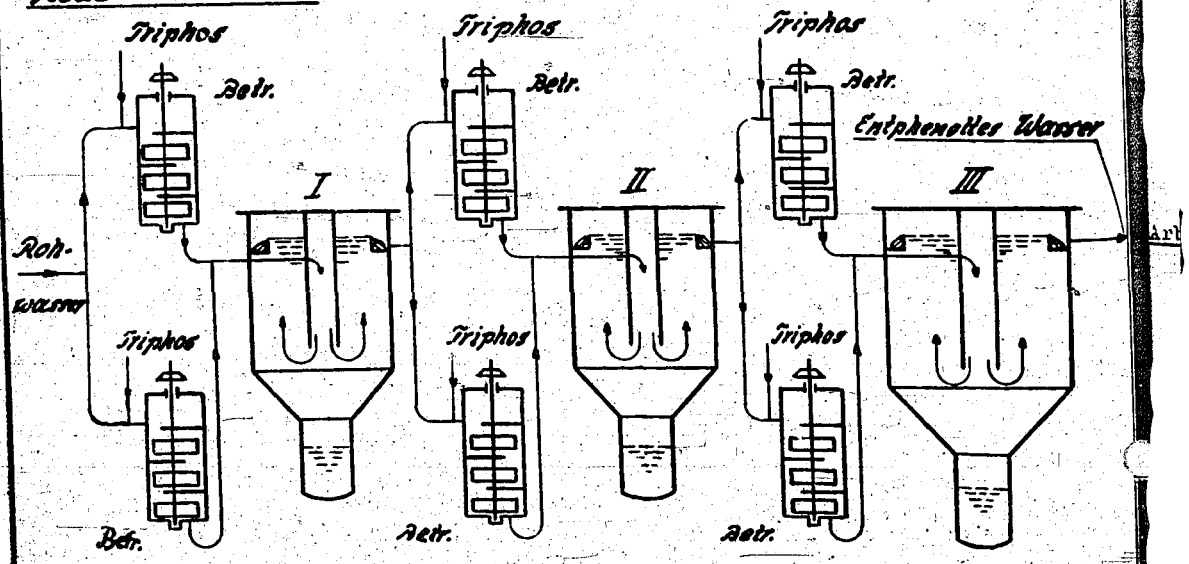 Triphos
Triphos
Triphos
Betr.
Betr.
Betr.
Entphenoltes Wasser
I
II
III
Roh-
wasser
Triphos
Triphos
Triphos
Betr.
Betr.
Betr.